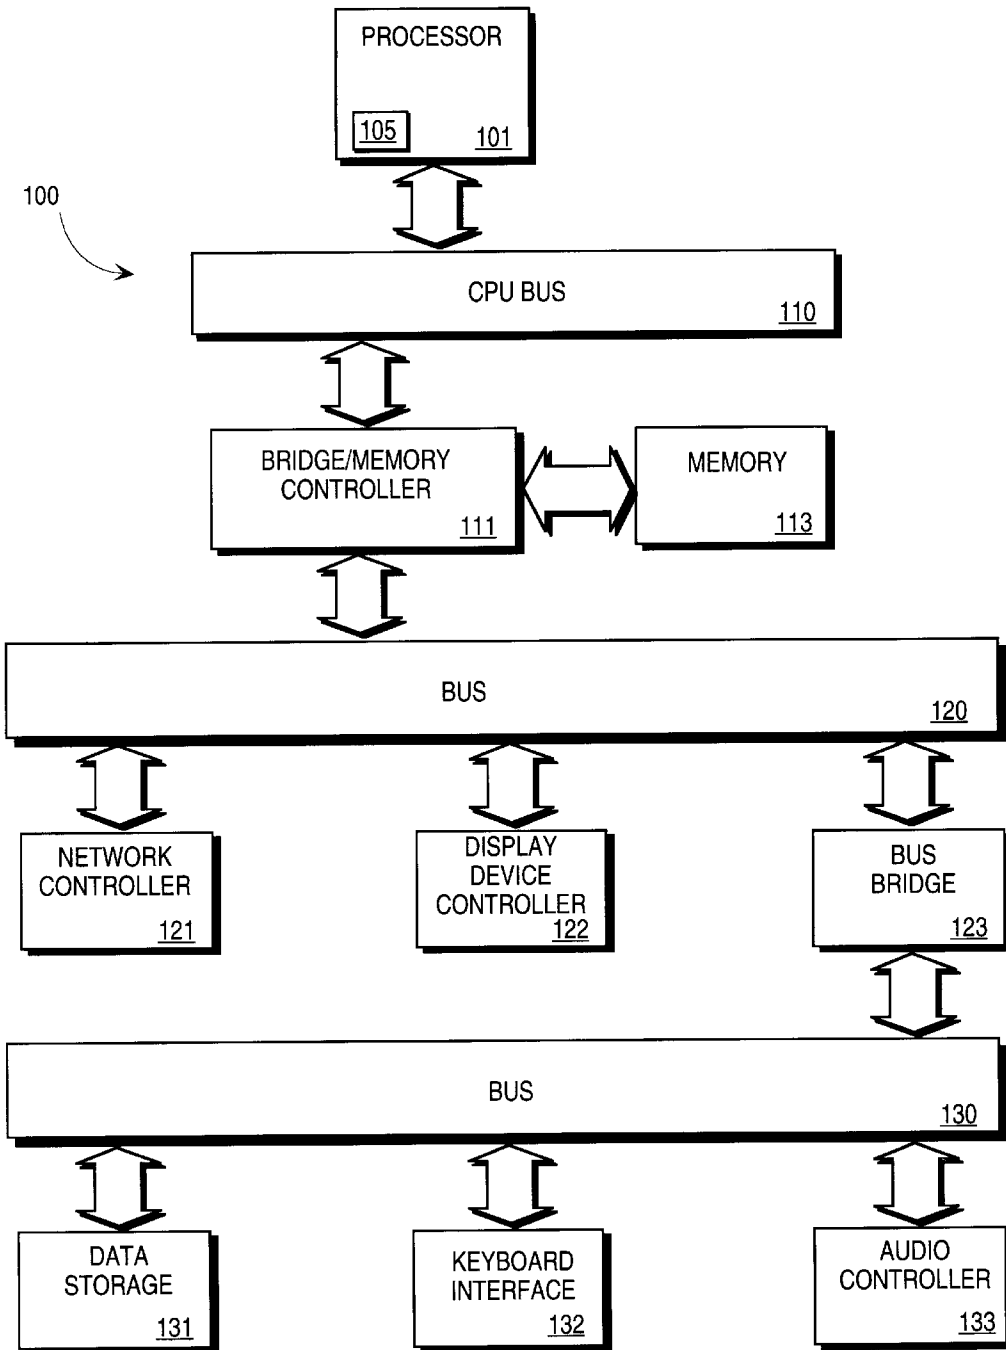 PROCESSOR
105
101
100
CPU BUS
110
BRIDGE/MEMORY
CONTROLLER
111
MEMORY
113
BUS
120
NETWORK
CONTROLLER
121
DISPLAY
DEVICE
CONTROLLER
122
BUS
BRIDGE
123
BUS
130
DATA
STORAGE
131
KEYBOARD
INTERFACE
132
AUDIO
CONTROLLER
133